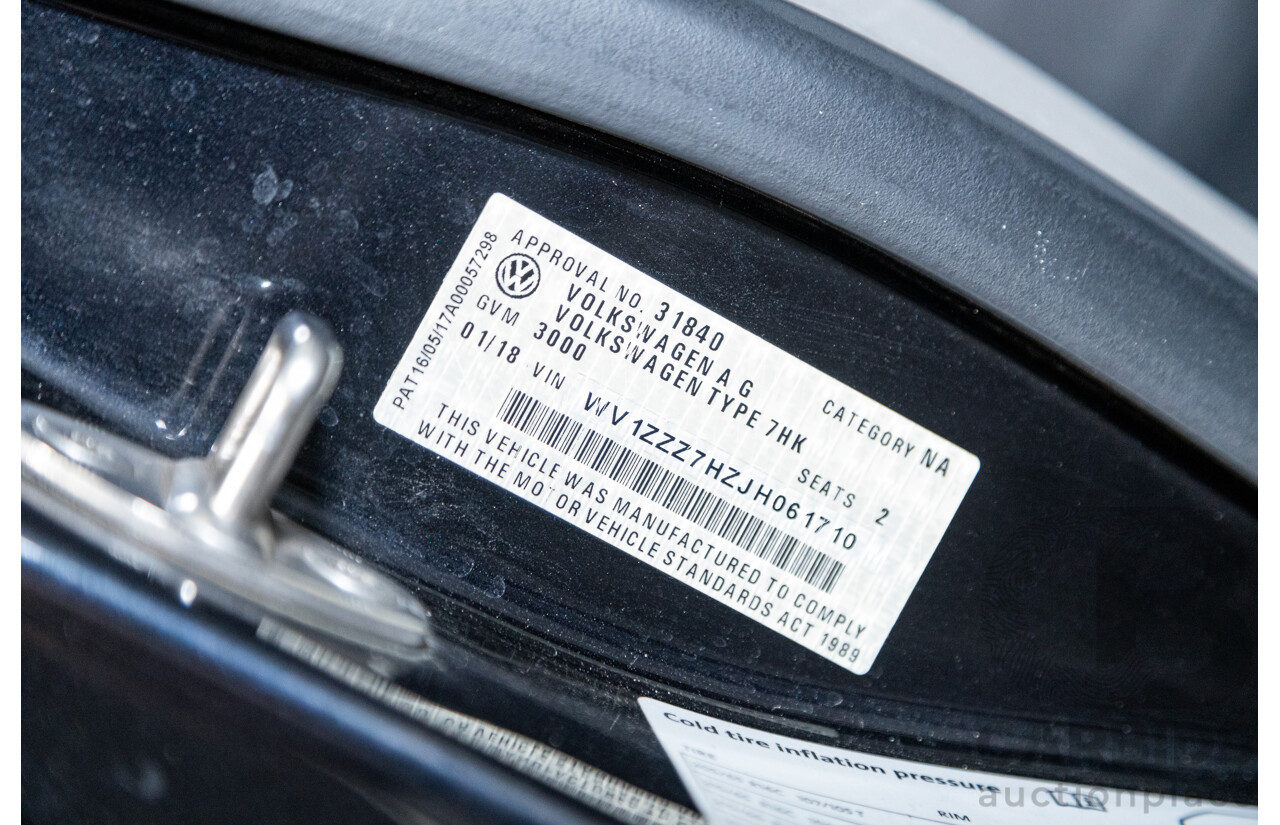 PAT16/05/17A00057298
APPROVAL NO. 31840
VOLKSWAGEN AG
VOLKSWAGEN TYPE 7HK
CATEGORY NA
GVM 3000
SEATS 2
01/18 VIN WV1ZZZ7HZJH061710
THIS VEHICLE WAS MANUFACTURED TO COMPLY
WITH THE MOTOR VEHICLE STANDARDS ACT 1989
Cold tire inflation pressure
TIRE
RIM